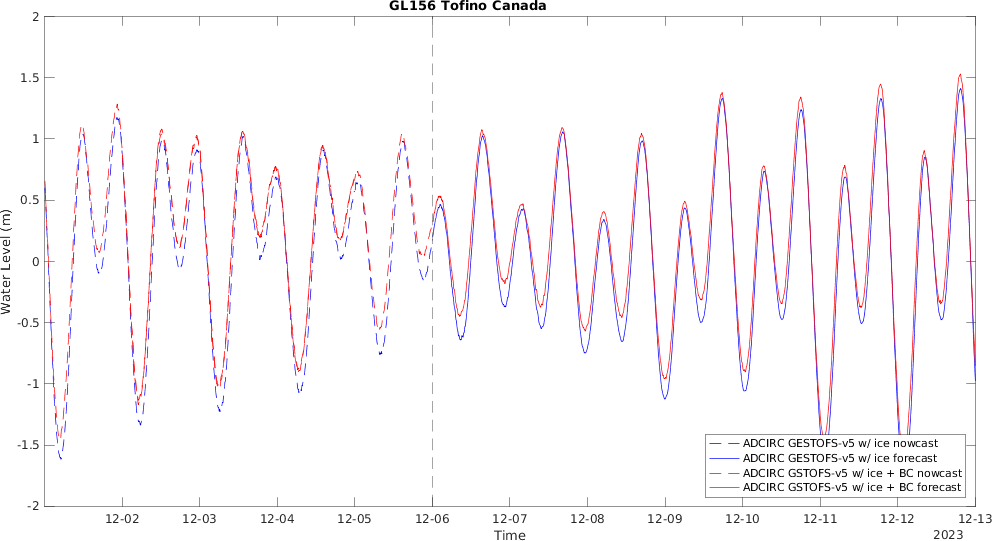 GL156 Tofino Canada
2
1.5
1
0.5
0
-0.5
-1
-1.5
-2
Water Level (m)
12-02 12-03 12-04 12-05 12-06 12-07 12-08 12-09 12-10 12-11 12-12 12-13
Time
2023
ADCIRC GESTOFS-v5 w/ ice nowcast
ADCIRC GESTOFS-v5 w/ ice forecast
ADCIRC GSTOFS-v5 w/ ice + BC nowcast
ADCIRC GSTOFS-v5 w/ ice + BC forecast